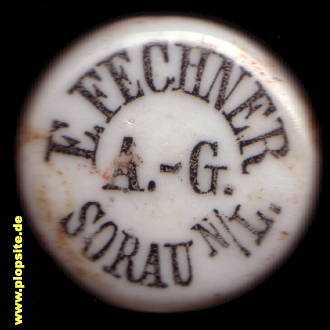 E. FECHNER
A.-G.
SORAU N/L.
www.plopsite.de